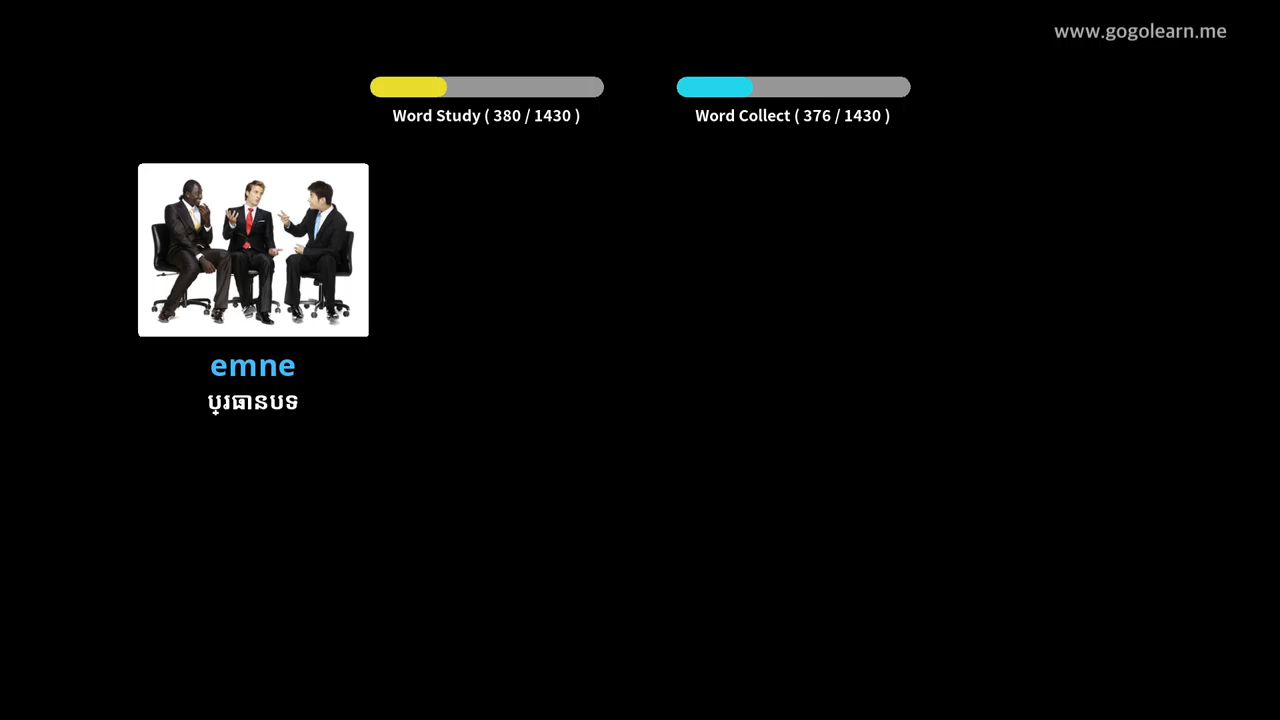 www.gogolearn.me
Word Study ( 380 / 1430 )
Word Collect ( 376 / 1430 )
emne
ប្រធានបទ